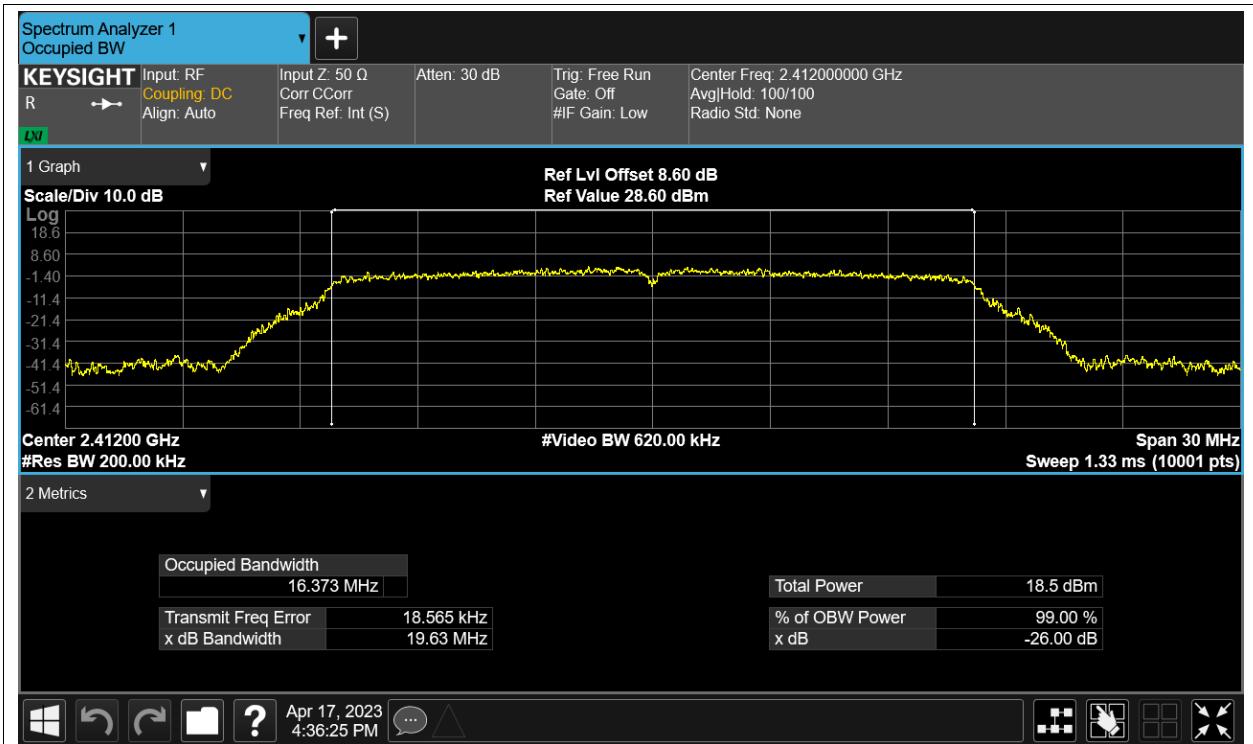 Spectrum Analyzer 1
Occupied BW
KEYSIGHT
R
LXI
Input: RF
Coupling: DC
Align: Auto
Input Z: 50 Ω
Corr CCorr
Freq Ref: Int (S)
Atten: 30 dB
Trig: Free Run
Gate: Off
#IF Gain: Low
Center Freq: 2.412000000 GHz
Avg|Hold: 100/100
Radio Std: None
1 Graph
Scale/Div 10.0 dB
Ref Lvl Offset 8.60 dB
Ref Value 28.60 dBm
Log
18.6
8.60
-1.40
-11.4
-21.4
-31.4
-41.4
-51.4
-61.4
Center 2.41200 GHz
#Video BW 620.00 kHz
Span 30 MHz
#Res BW 200.00 kHz
Sweep 1.33 ms (10001 pts)
2 Metrics
Occupied Bandwidth
16.373 MHz
Total Power 18.5 dBm
Transmit Freq Error 18.565 kHz
% of OBW Power 99.00 %
x dB Bandwidth 19.63 MHz
x dB -26.00 dB
?
Apr 17, 2023
4:36:25 PM